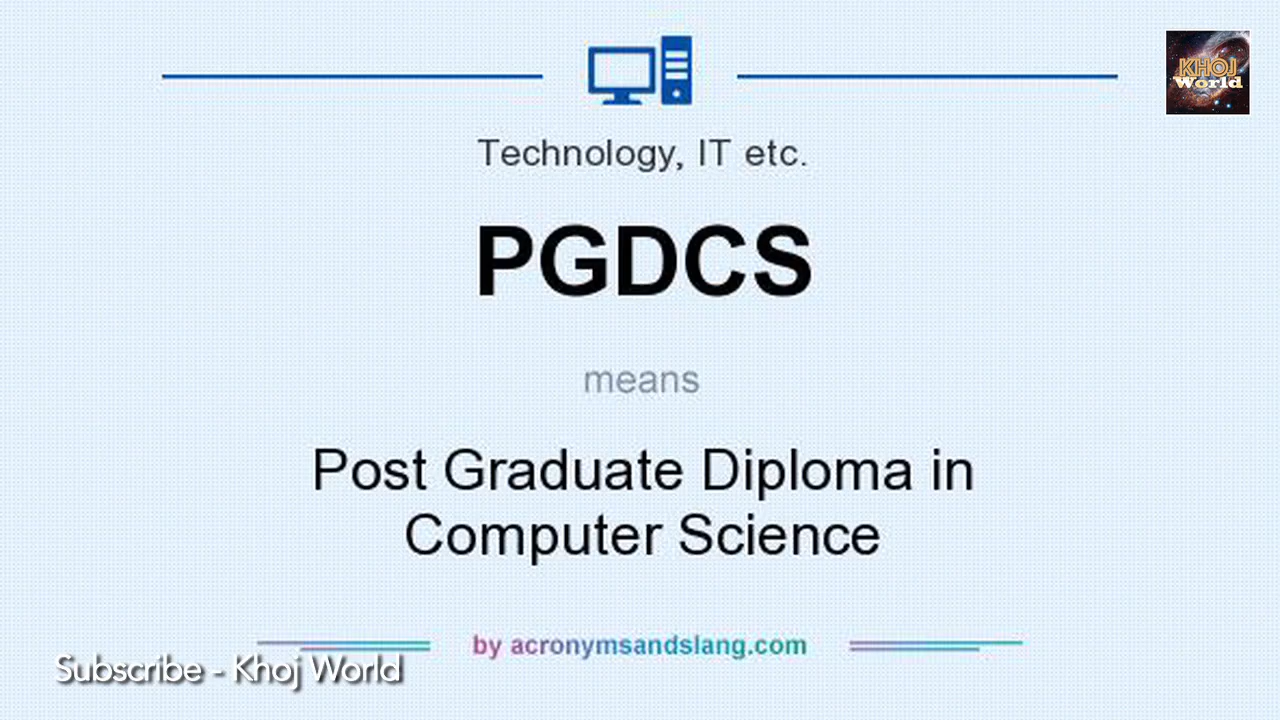 KHOJ
World
Technology, IT etc.
PGDCS
means
Post Graduate Diploma in
Computer Science
by acronymsandslang.com
Subscribe - Khoj World